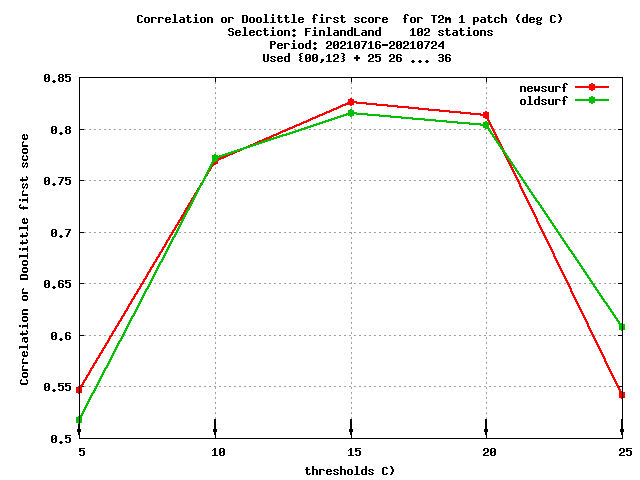 Correlation or Doolittle first score  for T2m 1 patch (deg C)
Selection: FinlandLand    102 stations
Period: 20210716-20210724
Used {00,12} + 25 26 ... 36
newsurf
oldsurf
Correlation or Doolittle first score
0.85
0.8
0.75
0.7
0.65
0.6
0.55
0.5
5 10 15 20 25
thresholds C)